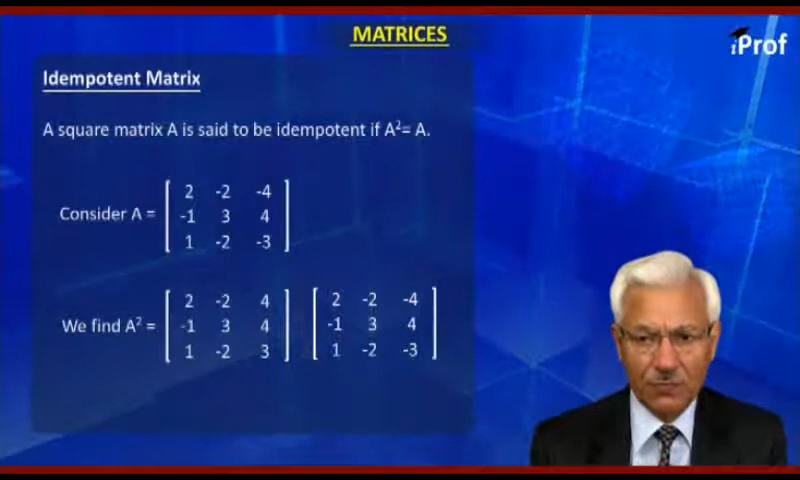 MATRICES
iProf
Idempotent Matrix
A square matrix A is said to be idempotent if A²= A.
2 -2 -4
Consider A = -1 3 4
1 -2 -3
2 -2 4 2 -2 -4
We find A² = -1 3 4 -1 3 4
1 -2 3 1 -2 -3